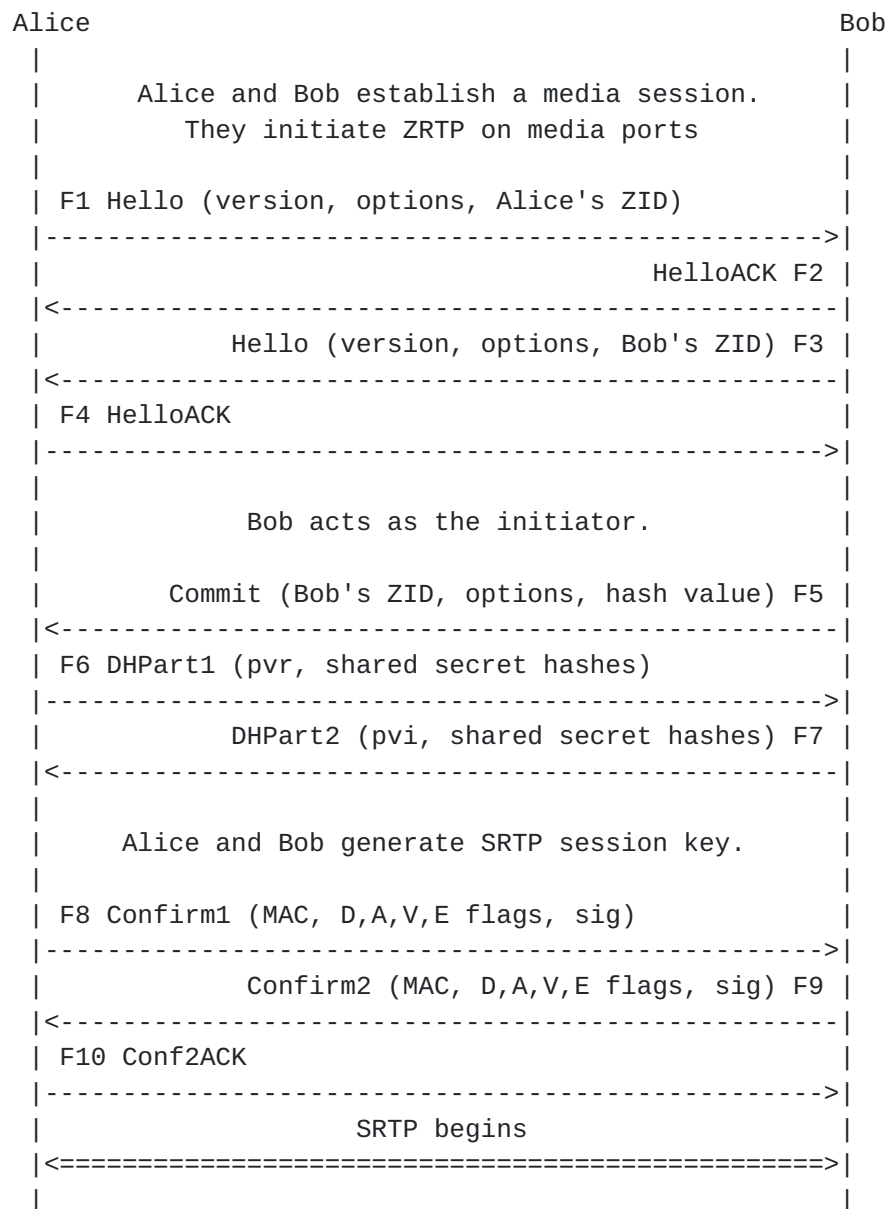 Alice                                                Bob
 |                                                   |
 |      Alice and Bob establish a media session.     |
 |         They initiate ZRTP on media ports         |
 |                                                   |
 | F1 Hello (version, options, Alice's ZID)          |
 |-------------------------------------------------->|
 |                                       HelloACK F2 |
 |<--------------------------------------------------|
 |            Hello (version, options, Bob's ZID) F3 |
 |<--------------------------------------------------|
 | F4 HelloACK                                       |
 |-------------------------------------------------->|
 |                                                   |
 |             Bob acts as the initiator.            |
 |                                                   |
 |        Commit (Bob's ZID, options, hash value) F5 |
 |<--------------------------------------------------|
 | F6 DHPart1 (pvr, shared secret hashes)            |
 |-------------------------------------------------->|
 |            DHPart2 (pvi, shared secret hashes) F7 |
 |<--------------------------------------------------|
 |                                                   |
 |     Alice and Bob generate SRTP session key.      |
 |                                                   |
 | F8 Confirm1 (MAC, D,A,V,E flags, sig)             |
 |-------------------------------------------------->|
 |             Confirm2 (MAC, D,A,V,E flags, sig) F9 |
 |<--------------------------------------------------|
 | F10 Conf2ACK                                      |
 |-------------------------------------------------->|
 |                    SRTP begins                    |
 |<=================================================>|
 |                                                   |